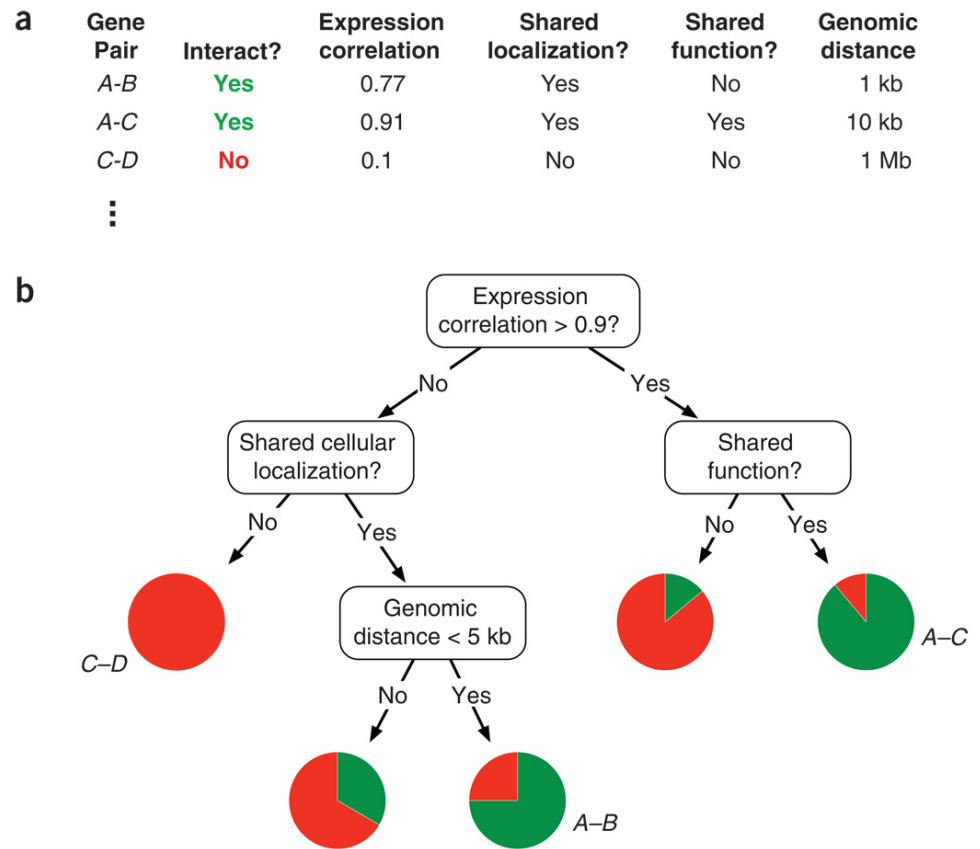 a
Gene Pair Interact? Expression correlation Shared localization? Shared function? Genomic distance
A-B Yes 0.77 Yes No 1 kb
A-C Yes 0.91 Yes Yes 10 kb
C-D No 0.1 No No 1 Mb
⋮
b
Expression
correlation > 0.9?
No Yes
Shared cellular
localization?
Shared
function?
No Yes
No Yes
C–D
Genomic
distance < 5 kb
A–C
No Yes
A–B